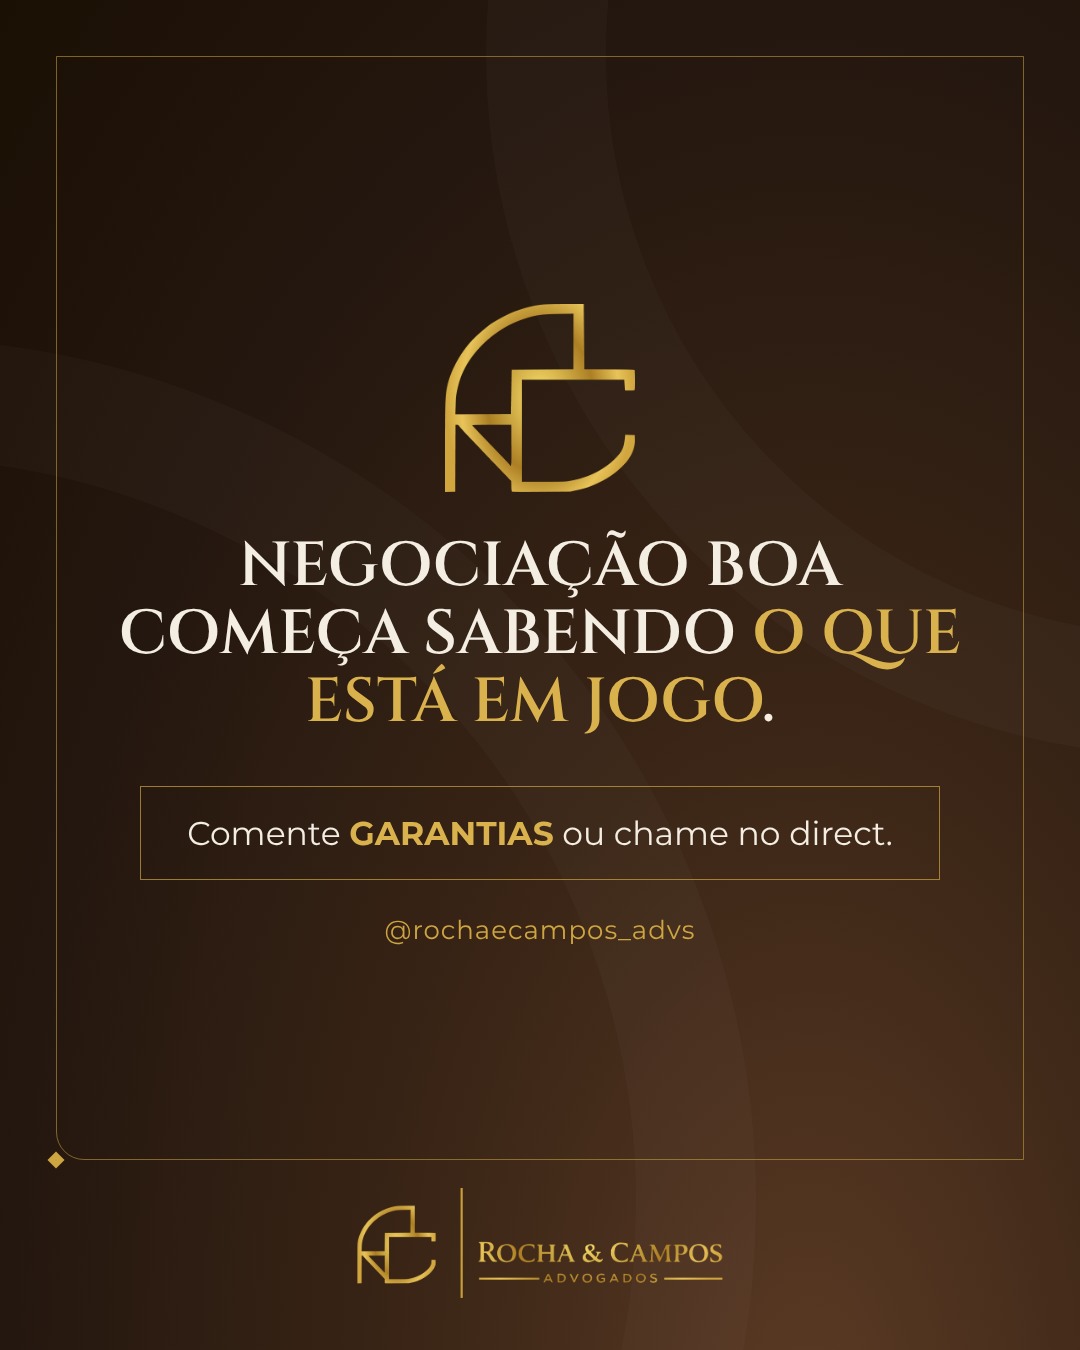 NEGOCIAÇÃO BOA
COMEÇA SABENDO O QUE
ESTÁ EM JOGO.
Comente GARANTIAS ou chame no direct.
@rochaecampos_advs
ROCHA & CAMPOS
ADVOGADOS